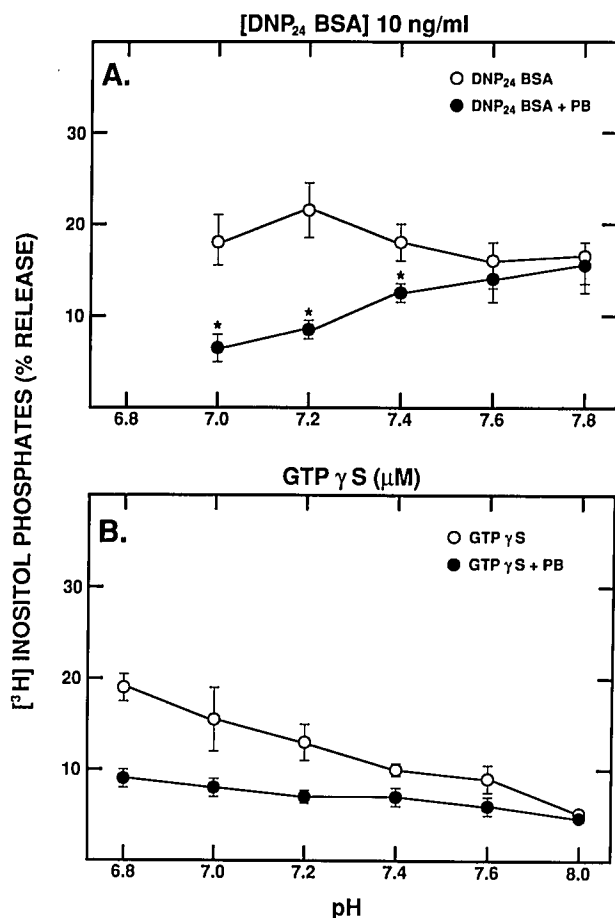 [DNP₂₄ BSA] 10 ng/ml
A.
DNP₂₄ BSA
DNP₂₄ BSA + PB
30
20
10
*
*
*
6.8 7.0 7.2 7.4 7.6 7.8
[³H] INOSITOL PHOSPHATES (% RELEASE)
GTP γ S (μM)
B.
GTP γS
GTP γS + PB
30
20
10
6.8 7.0 7.2 7.4 7.6 8.0
pH